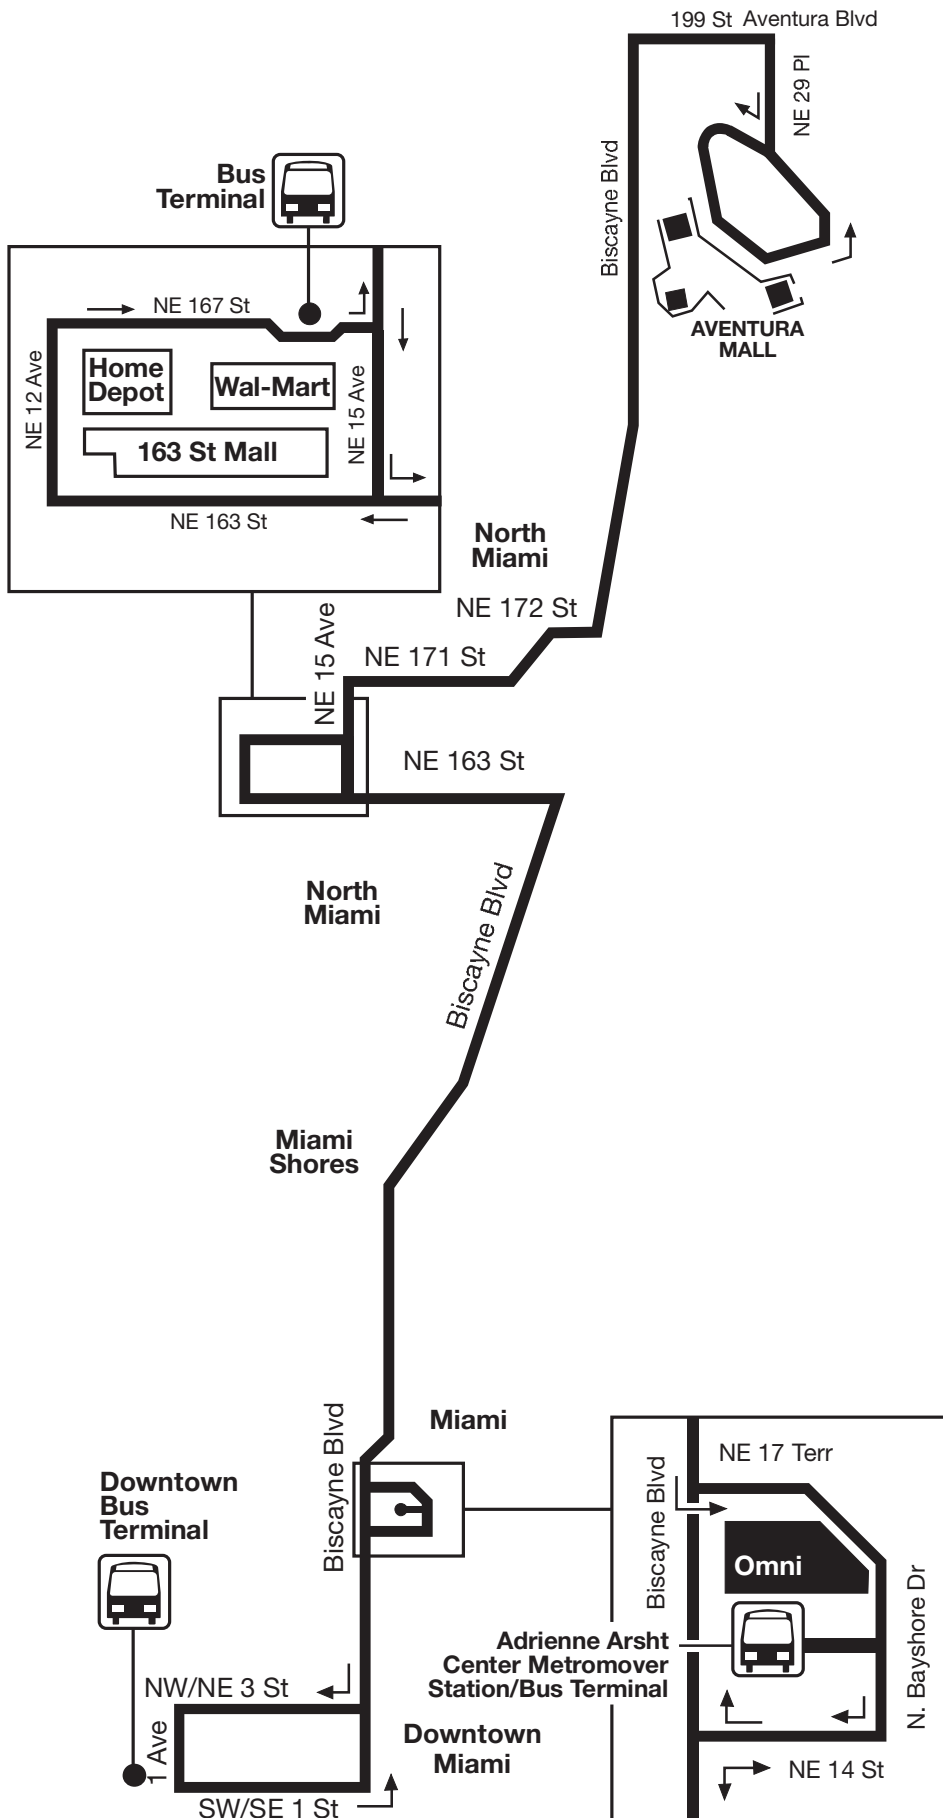 199 St Aventura Blvd
NE 29 Pl
Biscayne Blvd
AVENTURA
MALL
Bus
Terminal
NE 167 St
NE 12 Ave
Home
Depot
Wal-Mart
NE 15 Ave
163 St Mall
NE 163 St
North
Miami
NE 172 St
NE 15 Ave
NE 171 St
NE 163 St
North
Miami
Biscayne Blvd
Miami
Shores
Miami
Biscayne Blvd
Downtown
Bus
Terminal
NW/NE 3 St
1 Ave
Downtown
Miami
SW/SE 1 St
NE 17 Terr
Biscayne Blvd
Omni
Adrienne Arsht
Center Metromover
Station/Bus Terminal
N. Bayshore Dr
NE 14 St